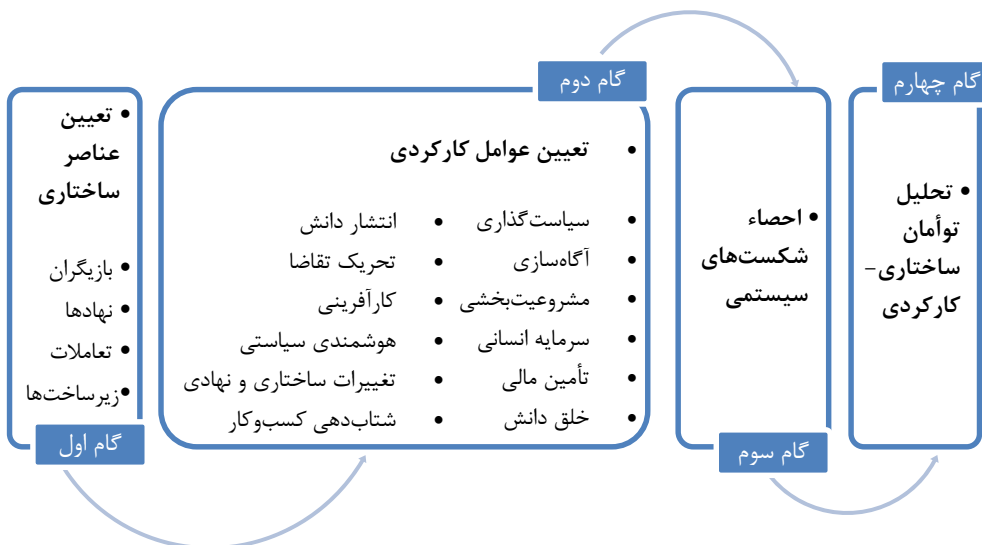 گام اول
• تعیین
عناصر
ساختاری
• بازیگران
• نهادها
• تعاملات
•زیرساخت‌ها
گام دوم
• تعیین عوامل کارکردی
• سیاست‌گذاری
• آگاه‌سازی
• مشروعیت‌بخشی
• سرمایه انسانی
• تأمین مالی
• خلق دانش
• انتشار دانش
• تحریک تقاضا
• کارآفرینی
• هوشمندی سیاستی
• تغییرات ساختاری و نهادی
• شتاب‌دهی کسب‌وکار
گام سوم
• احصاء
شکست‌های
سیستمی
گام چهارم
• تحلیل
توأمان
ساختاری-
کارکردی